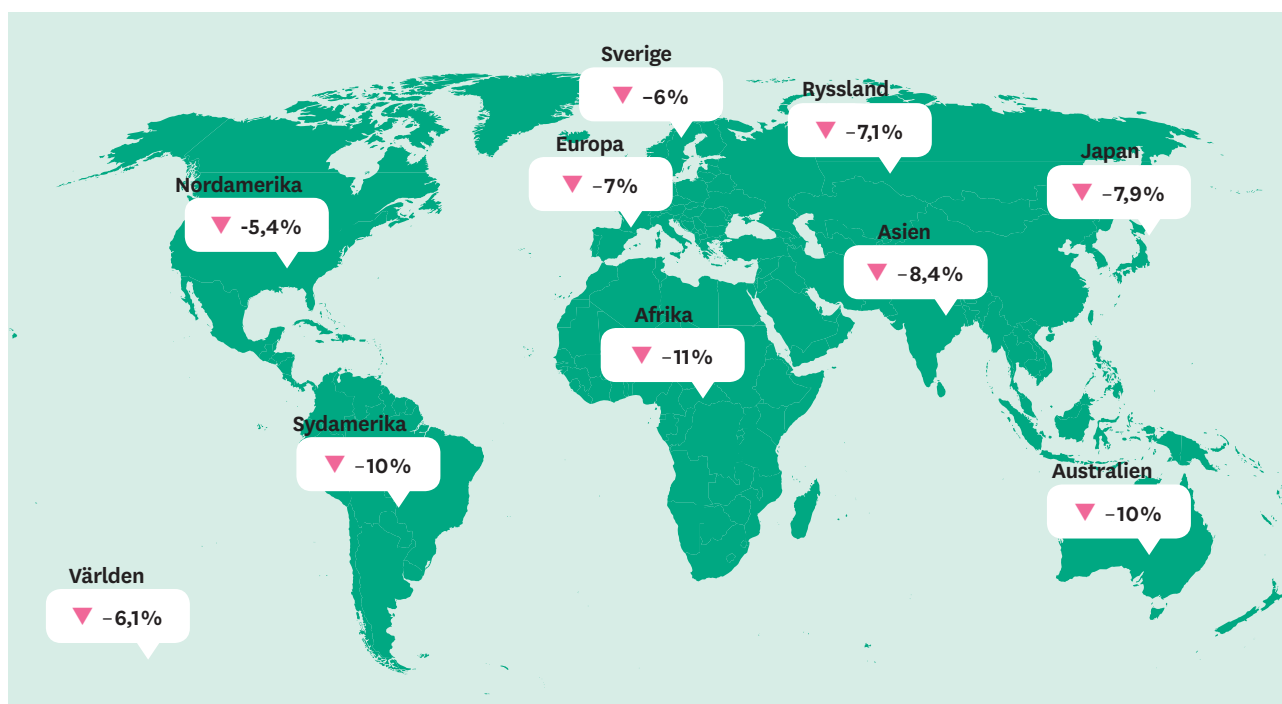 Sverige
–6%
Ryssland
–7,1%
Europa
–7%
Japan
–7,9%
Nordamerika
-5,4%
Asien
–8,4%
Afrika
–11%
Sydamerika
–10%
Australien
–10%
Världen
–6,1%